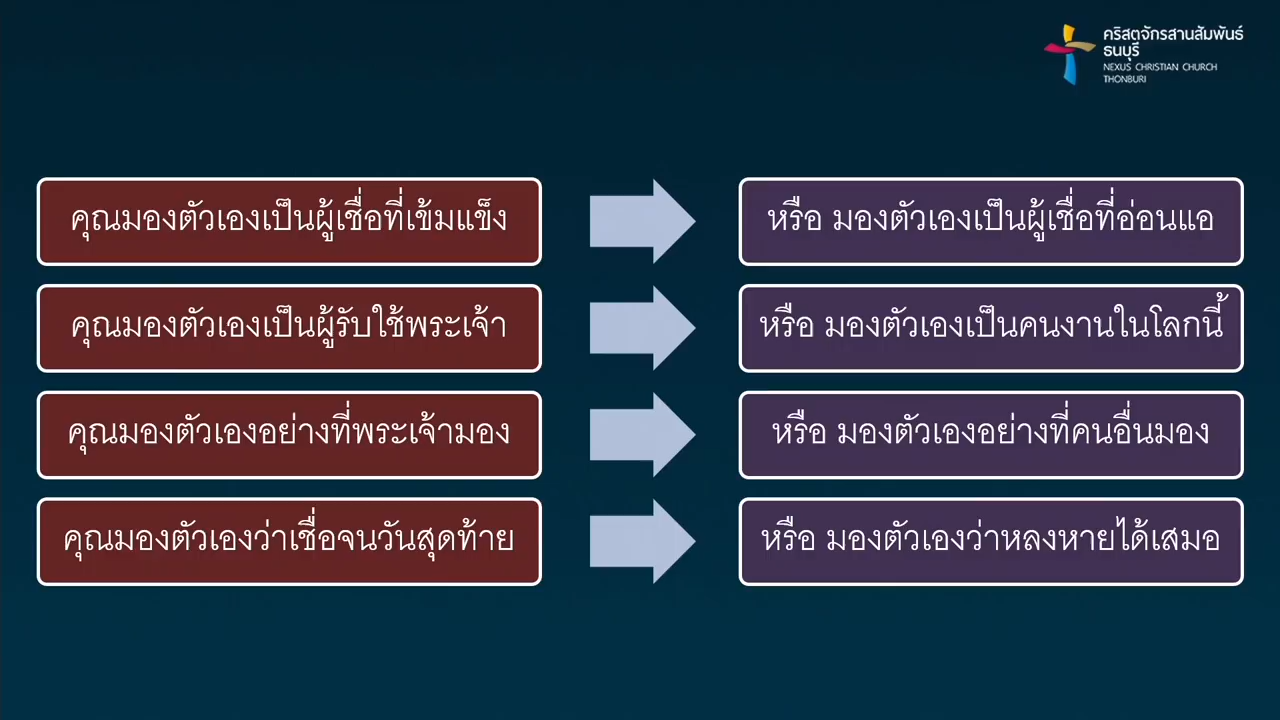 คริสตจักรสานสัมพันธ์
ธนบุรี
NEXUS CHRISTIAN CHURCH
THONBURI
คุณมองตัวเองเป็นผู้เชื่อที่เข้มแข็ง
หรือ มองตัวเองเป็นผู้เชื่อที่อ่อนแอ
คุณมองตัวเองเป็นผู้รับใช้พระเจ้า
หรือ มองตัวเองเป็นคนงานในโลกนี้
คุณมองตัวเองอย่างที่พระเจ้ามอง
หรือ มองตัวเองอย่างที่คนอื่นมอง
คุณมองตัวเองว่าเชื่อจนวันสุดท้าย
หรือ มองตัวเองว่าหลงหายได้เสมอ